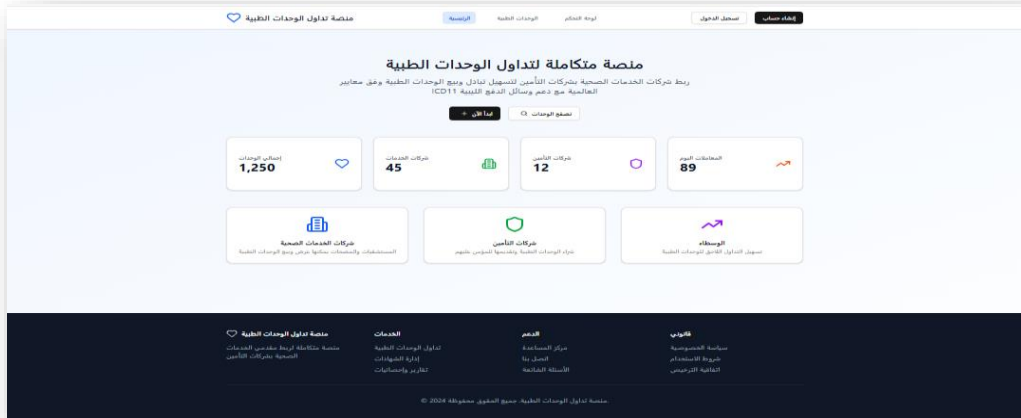 منصة تداول الوحدات الطبية
الرئيسية
الوحدات الطبية
لوحة التحكم
تسجيل الدخول
إنشاء حساب
منصة متكاملة لتداول الوحدات الطبية
ربط شركات الخدمات الصحية بشركات التأمين لتسهيل تبادل وبيع الوحدات الطبية وفق معايير
ICD11 العالمية مع دعم وسائل الدفع الليبية
ابدأ الآن
تصفح الوحدات
إجمالي الوحدات
1,250
شركات الخدمات
45
شركات التأمين
12
المعاملات اليوم
89
شركات الخدمات الصحية
المستشفيات والمصحات يمكنها عرض وبيع الوحدات الطبية
شركات التأمين
شراء الوحدات الطبية وتقديمها للمؤمن عليهم
الوسطاء
تسهيل التداول اللاحق للوحدات الطبية
منصة تداول الوحدات الطبية
منصة متكاملة لربط مقدمي الخدمات
الصحية بشركات التأمين
الخدمات
تداول الوحدات الطبية
إدارة الشهادات
تقارير وإحصائيات
الدعم
مركز المساعدة
اتصل بنا
الأسئلة الشائعة
قانوني
سياسة الخصوصية
شروط الاستخدام
اتفاقية الترخيص
© 2024 منصة تداول الوحدات الطبية. جميع الحقوق محفوظة.